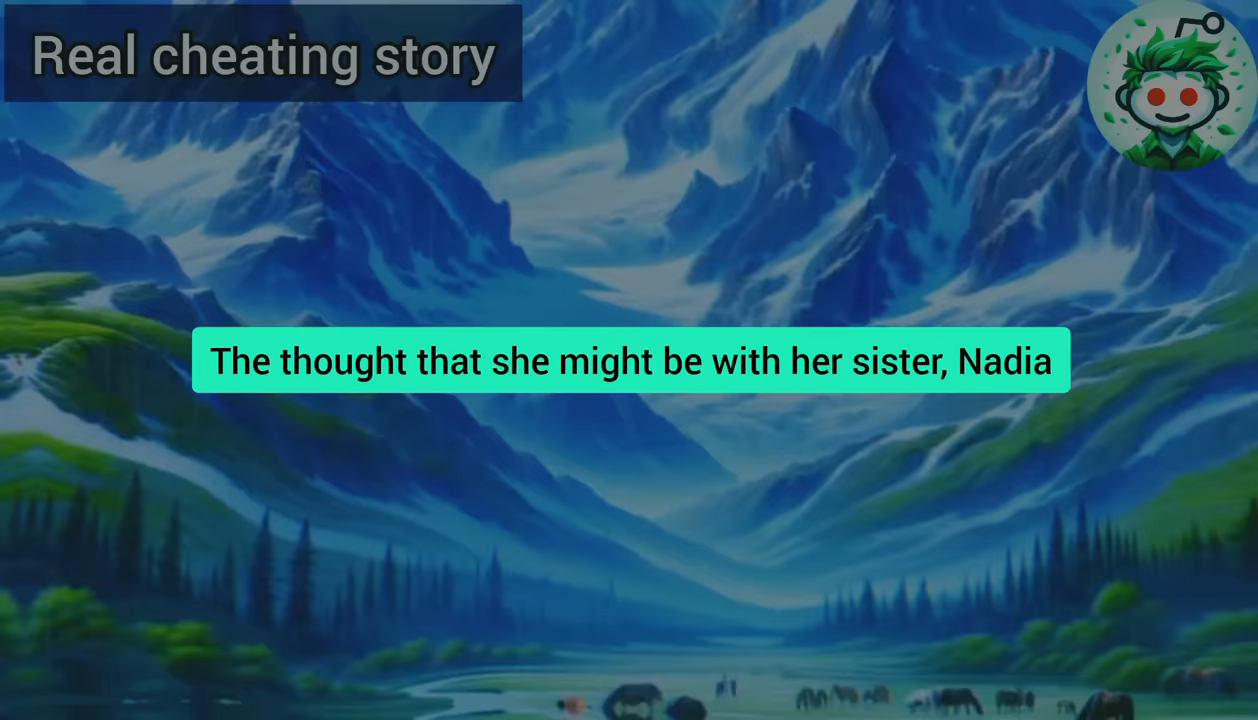 Real cheating story
The thought that she might be with her sister, Nadia